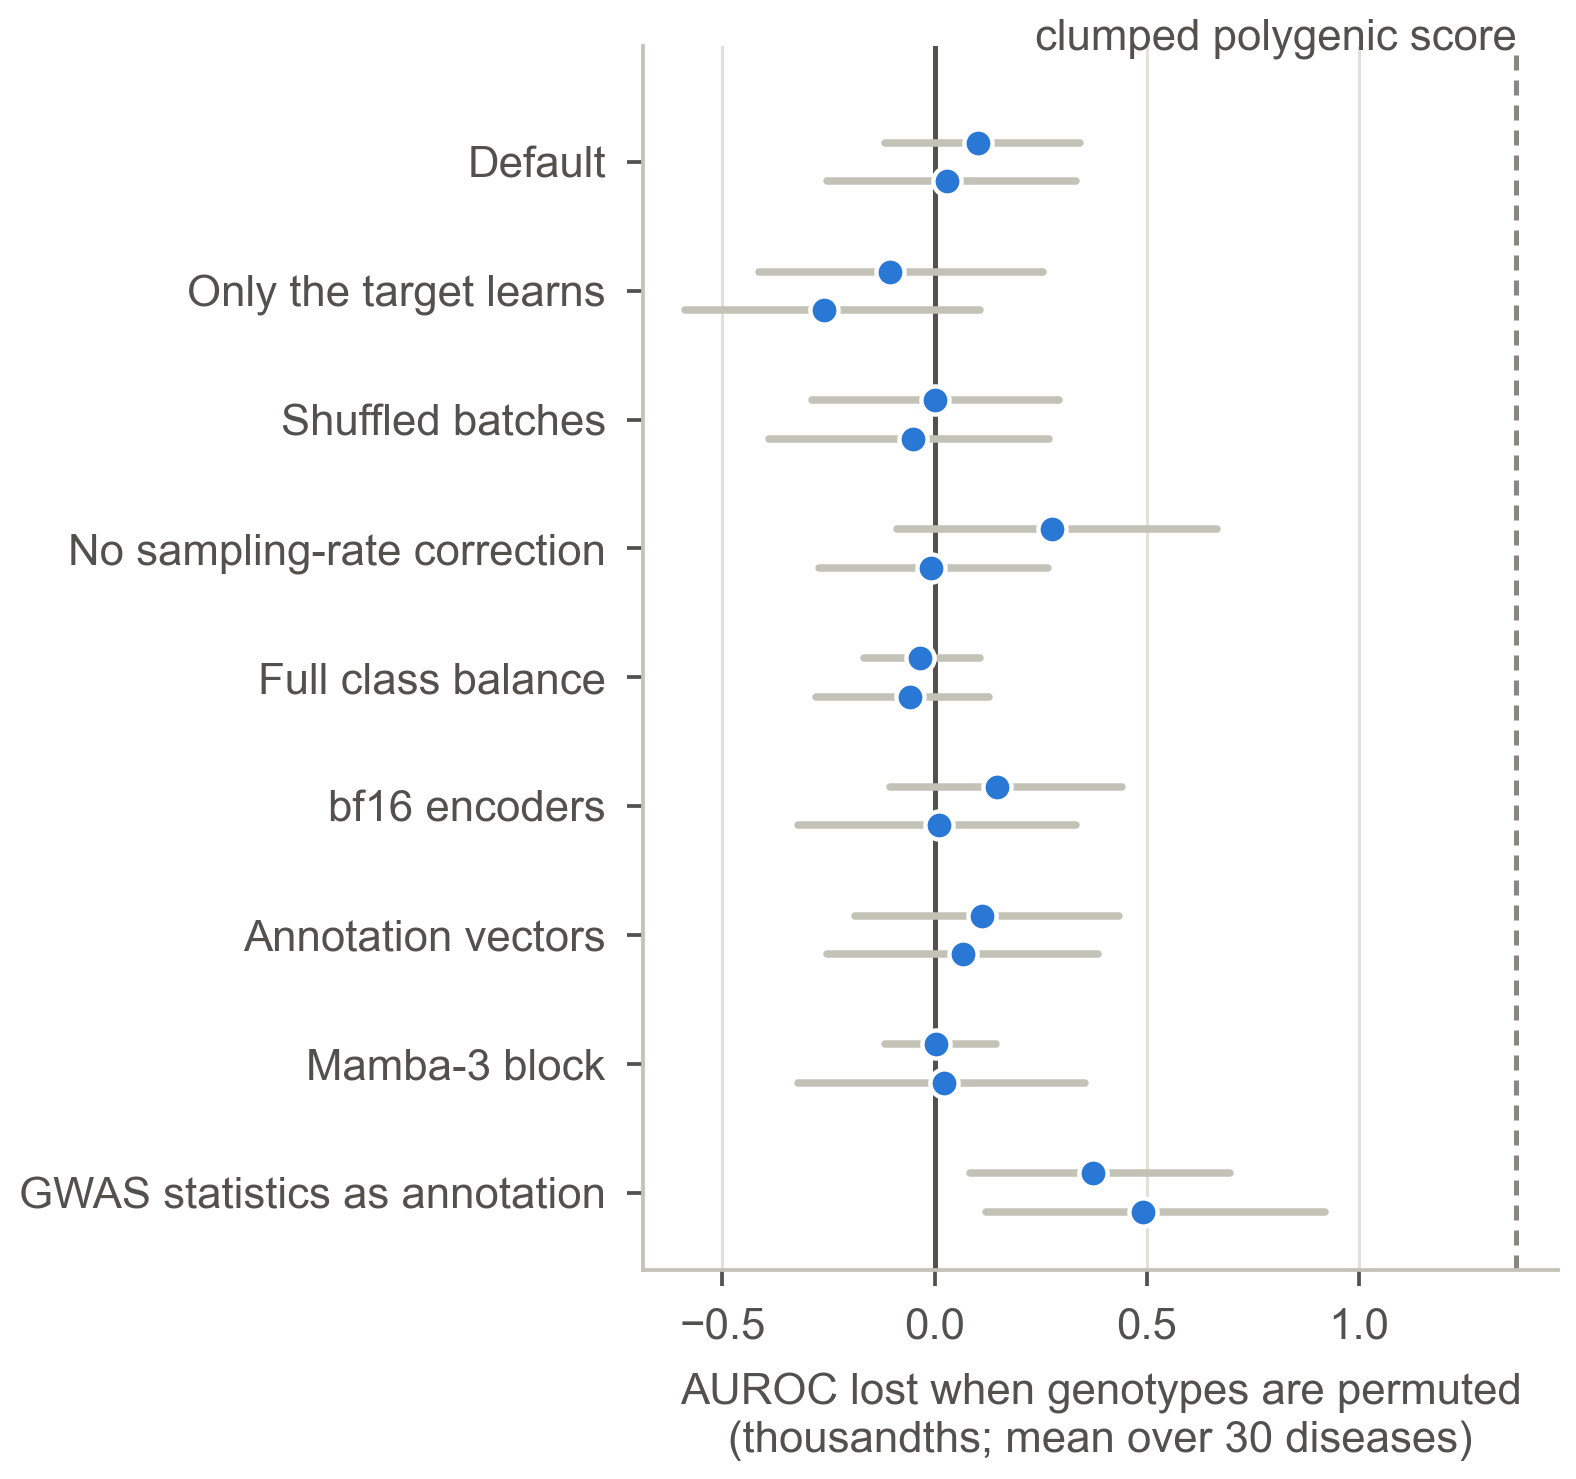 clumped polygenic score
Default
Only the target learns
Shuffled batches
No sampling-rate correction
Full class balance
bf16 encoders
Annotation vectors
Mamba-3 block
GWAS statistics as annotation
−0.5 0.0 0.5 1.0
AUROC lost when genotypes are permuted
(thousandths; mean over 30 diseases)